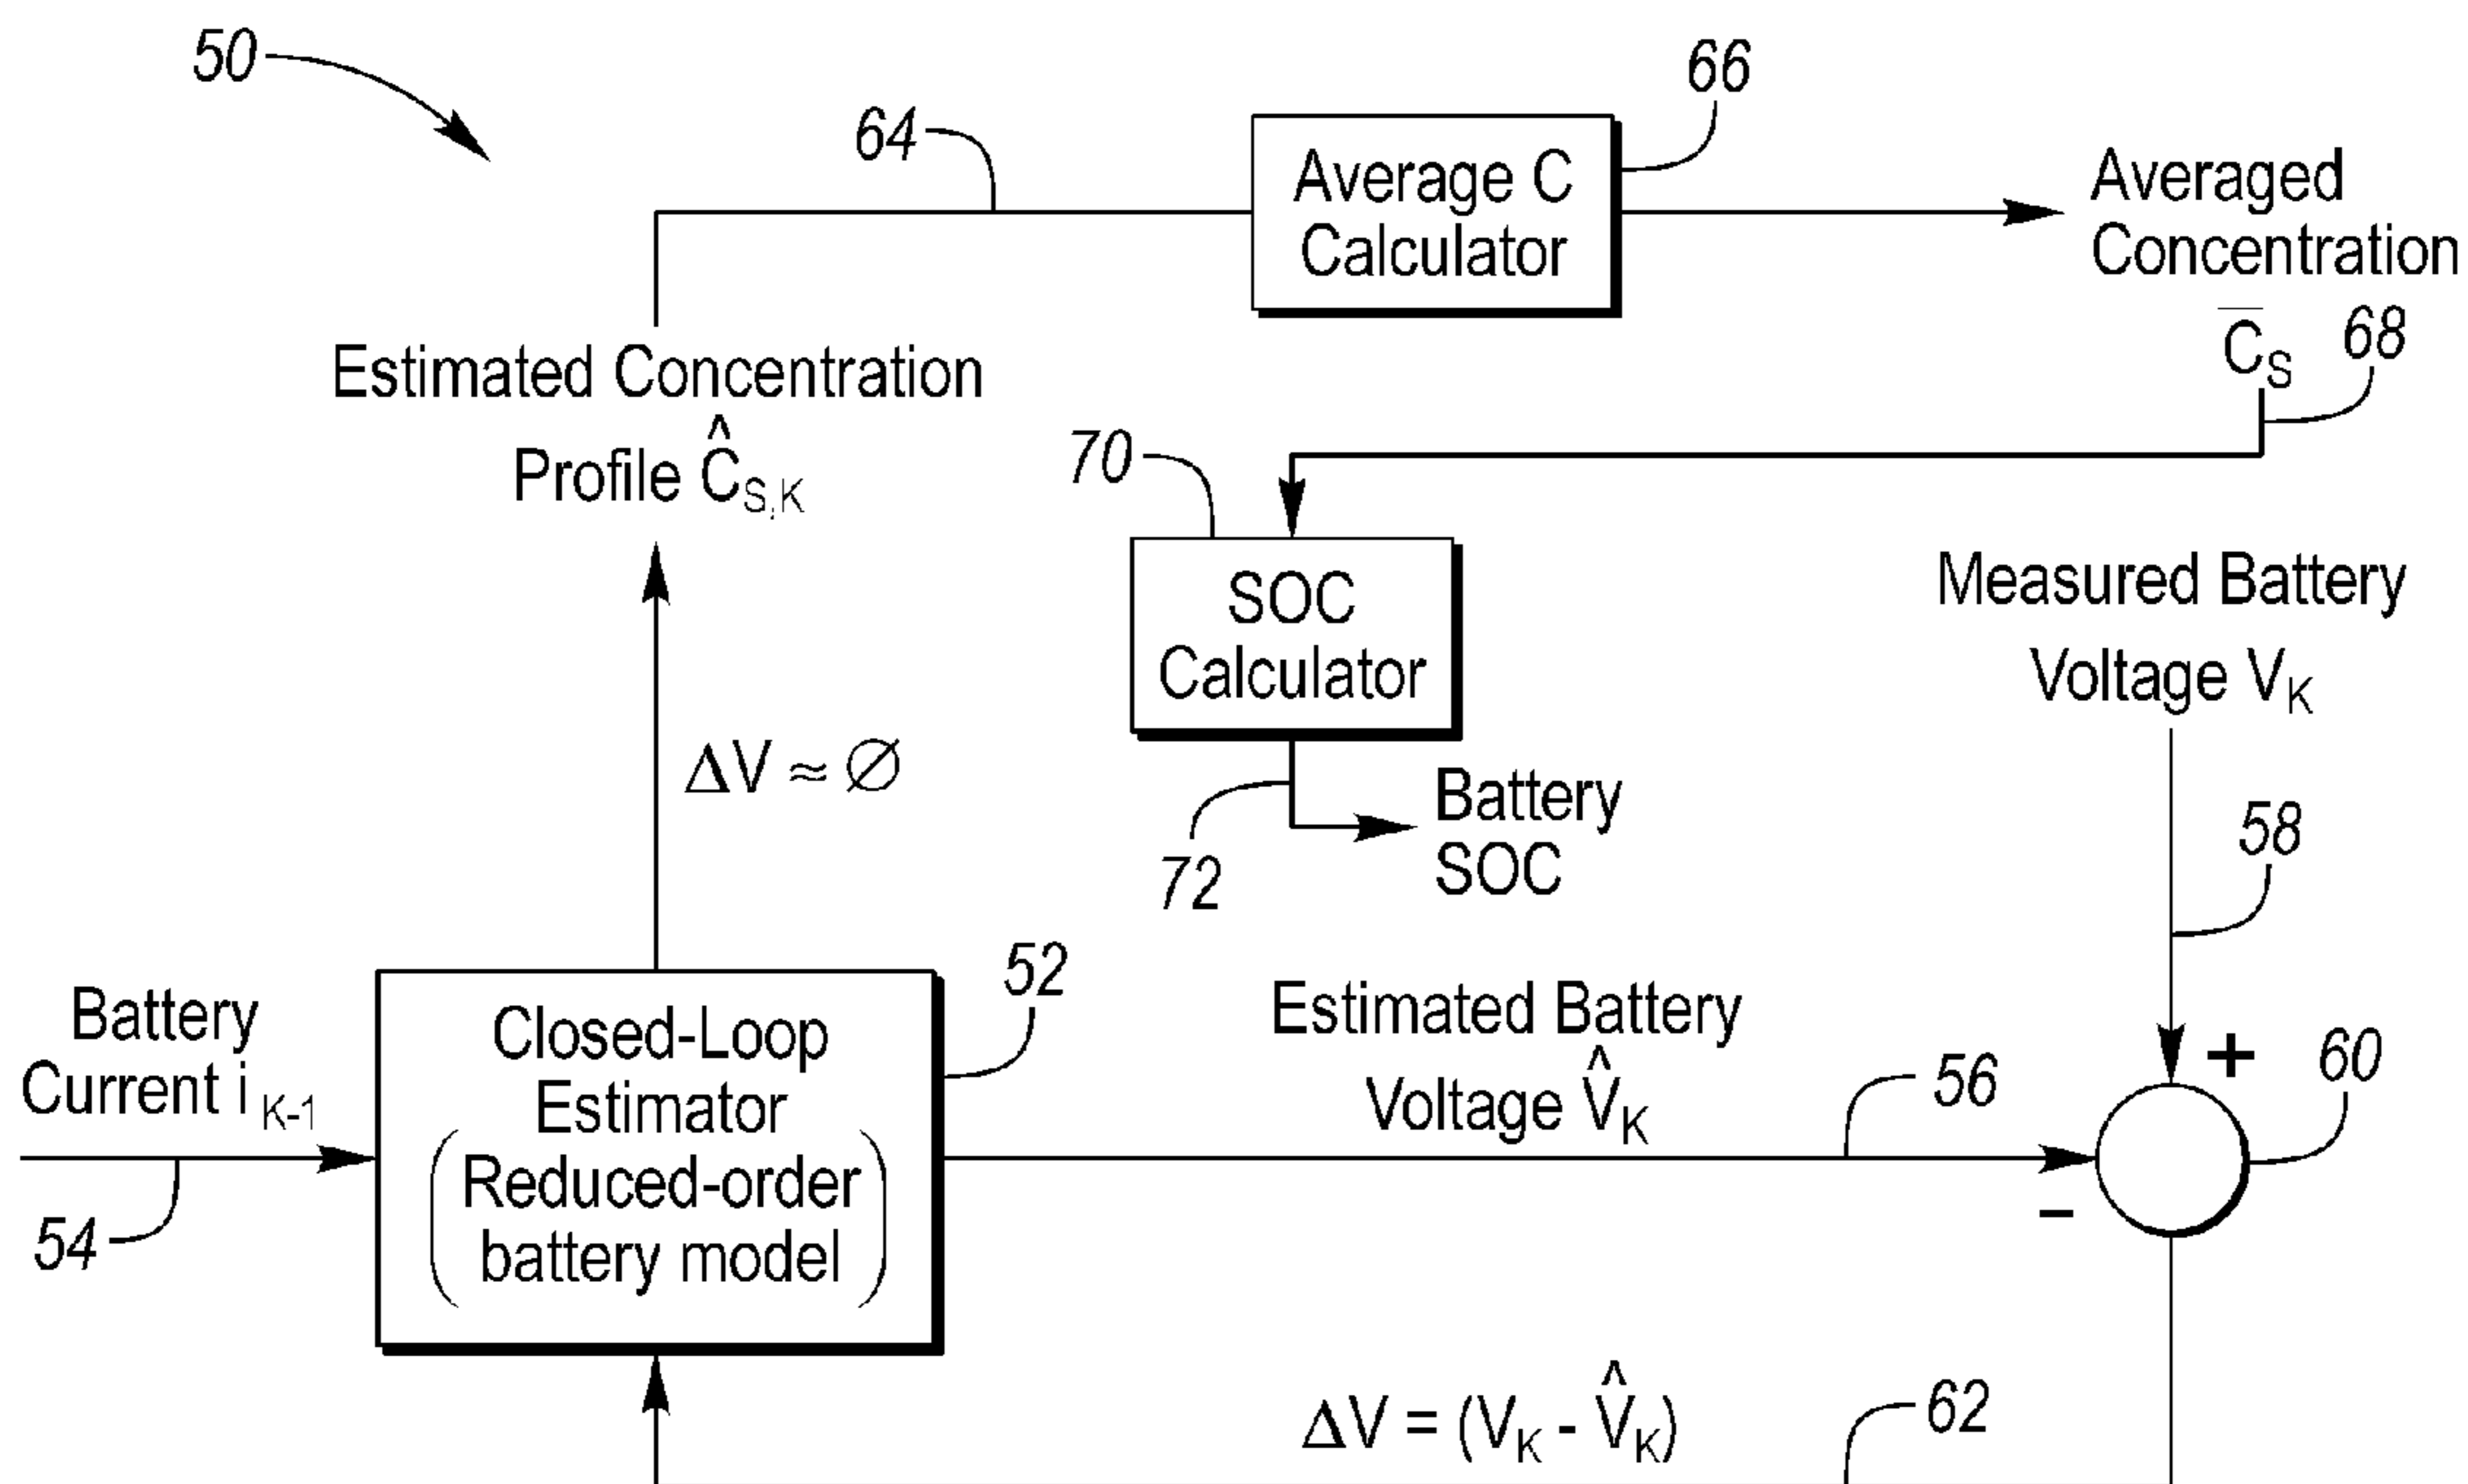 50
64
66
Average C
Calculator
Averaged
Concentration
C̅S
68
Estimated Concentration
Profile ĈS,K
70
SOC
Calculator
Measured Battery
Voltage VK
ΔV ≈ ∅
Battery
SOC
72
58
52
Battery
Current iK-1
54
Closed-Loop
Estimator
(Reduced-order
battery model)
Estimated Battery
Voltage V̂K
56
+
60
−
ΔV = (VK - V̂K)
62